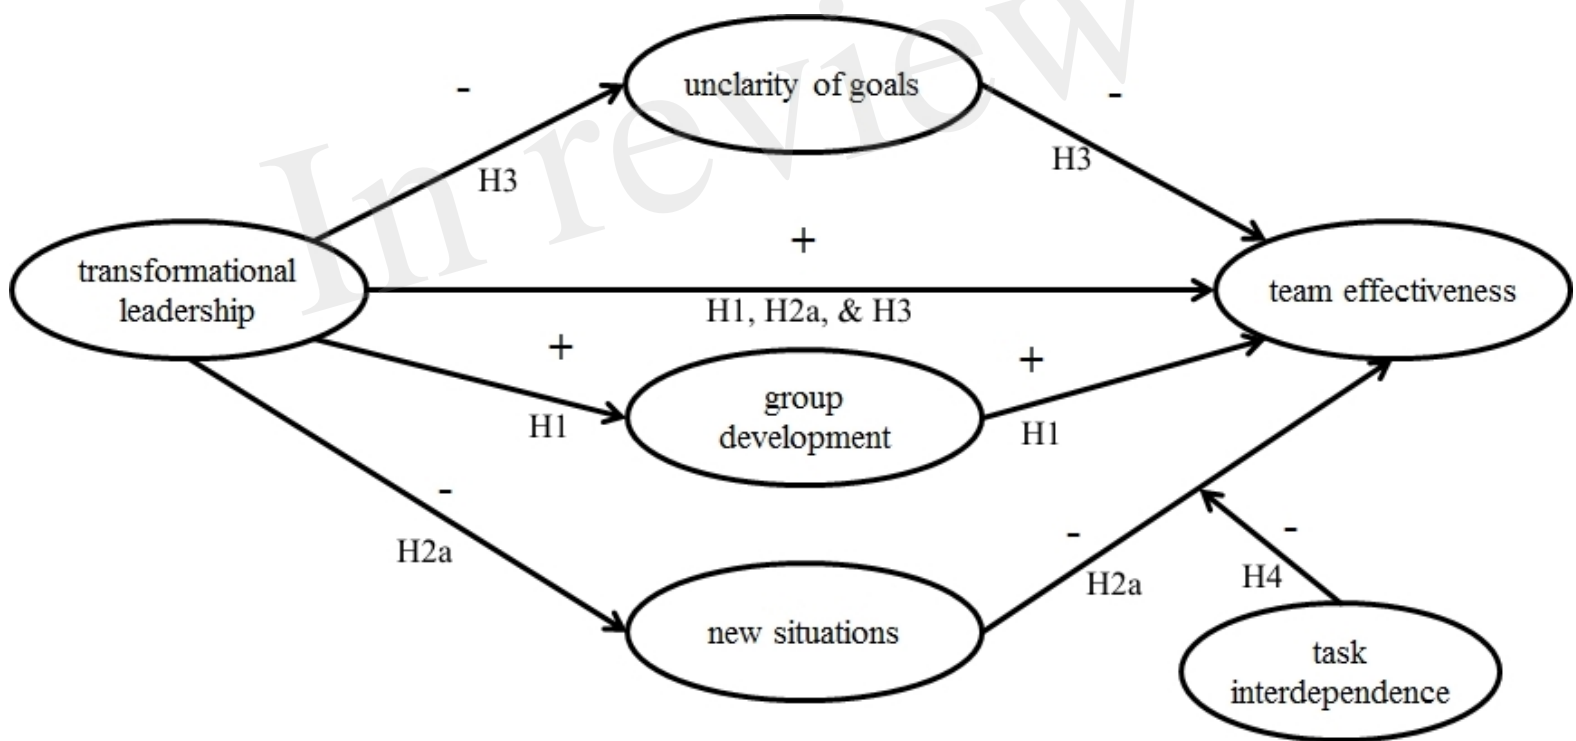 In review
unclarity of goals
-
-
H3
H3
transformational
leadership
+
H1, H2a, & H3
team effectiveness
+
+
H1
H1
group
development
-
H2a
new situations
-
H2a
-
H4
task
interdependence